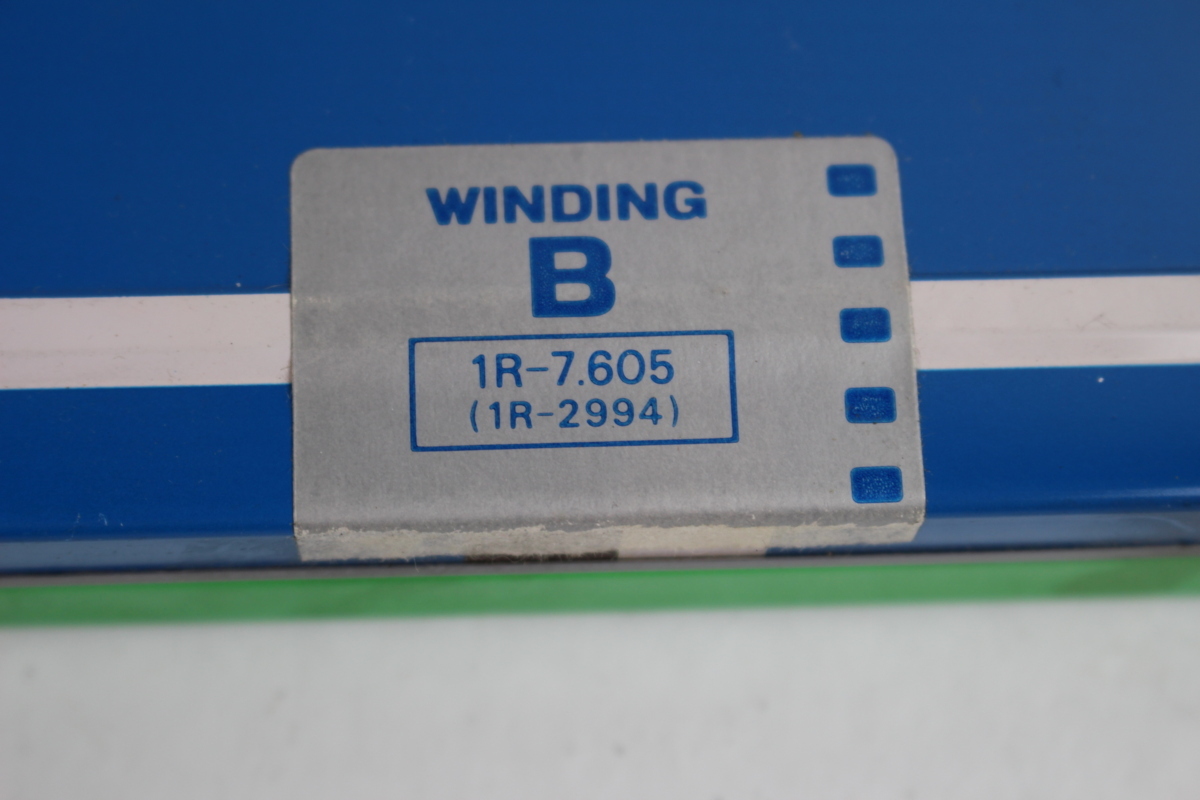 WINDING
B
1R-7.605
(1R-2994)